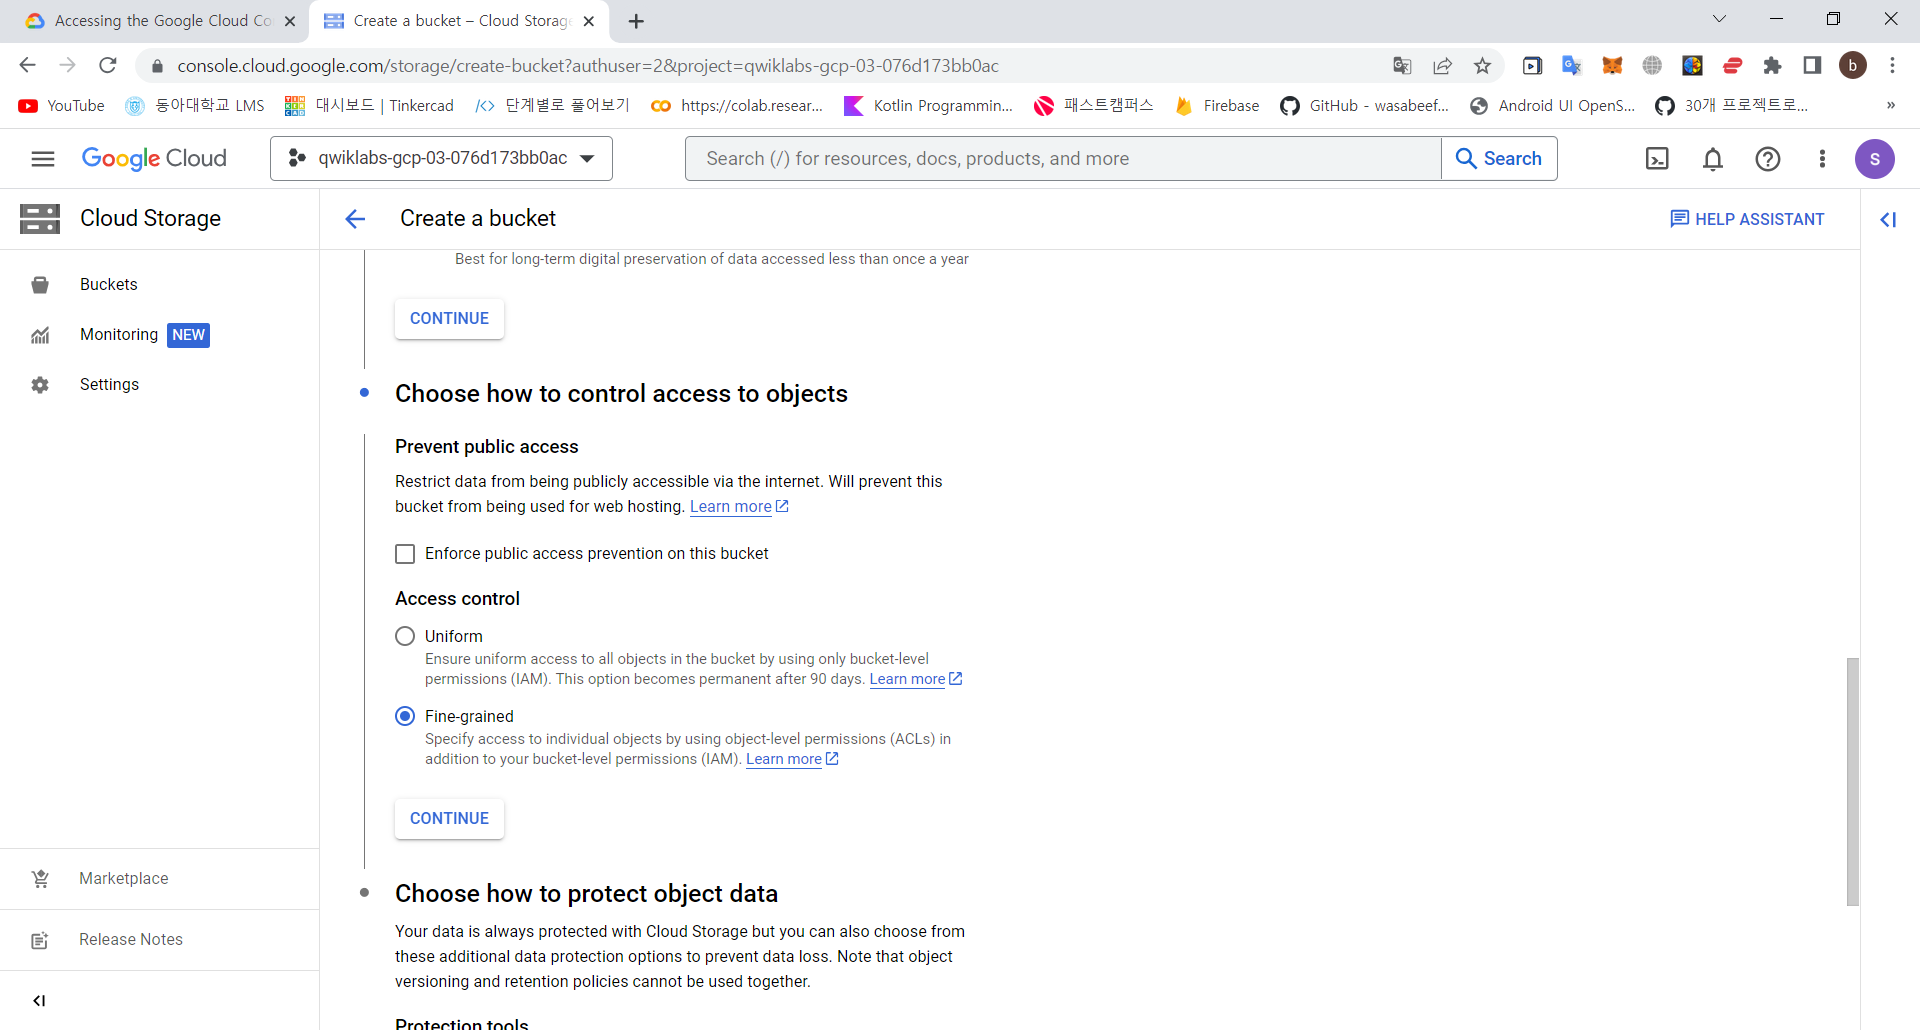 Accessing the Google Cloud Co
Create a bucket – Cloud Storage
console.cloud.google.com/storage/create-bucket?authuser=2&project=qwiklabs-gcp-03-076d173bb0ac
b
YouTube
동아대학교 LMS
대시보드 | Tinkercad
단계별로 풀어보기
https://colab.resear...
Kotlin Programmin...
패스트캠퍼스
Firebase
GitHub - wasabeef...
Android UI OpenS...
30개 프로젝트로...
»
Google Cloud
qwiklabs-gcp-03-076d173bb0ac
Search (/) for resources, docs, products, and more
Search
S
Cloud Storage
Create a bucket
HELP ASSISTANT
Buckets
Monitoring NEW
Settings
Marketplace
Release Notes
Best for long-term digital preservation of data accessed less than once a year
CONTINUE
Choose how to control access to objects
Prevent public access
Restrict data from being publicly accessible via the internet. Will prevent this
bucket from being used for web hosting. Learn more
Enforce public access prevention on this bucket
Access control
Uniform
Ensure uniform access to all objects in the bucket by using only bucket-level
permissions (IAM). This option becomes permanent after 90 days. Learn more
Fine-grained
Specify access to individual objects by using object-level permissions (ACLs) in
addition to your bucket-level permissions (IAM). Learn more
CONTINUE
Choose how to protect object data
Your data is always protected with Cloud Storage but you can also choose from
these additional data protection options to prevent data loss. Note that object
versioning and retention policies cannot be used together.
Protection tools